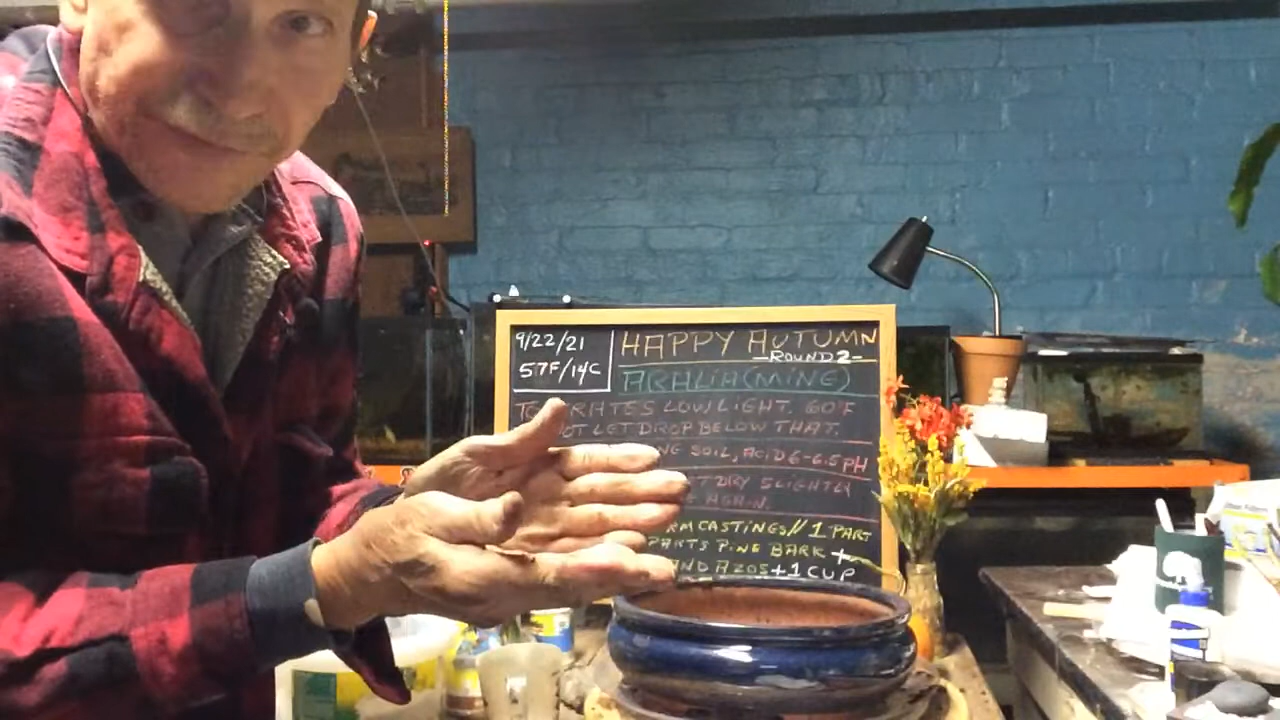 9/22/21
57F/14C
HAPPY AUTUMN
-ROUND 2-
ARALIA (MING)
TOLERATES LOW LIGHT. 60°F
NOT LET DROP BELOW THAT.
SOIL, ACID 6-6.5 PH
DRY SLIGHTLY
AGAIN.
CASTINGS // 1 PART
PARTS PINE BARK +
AND AZOS + 1 CUP